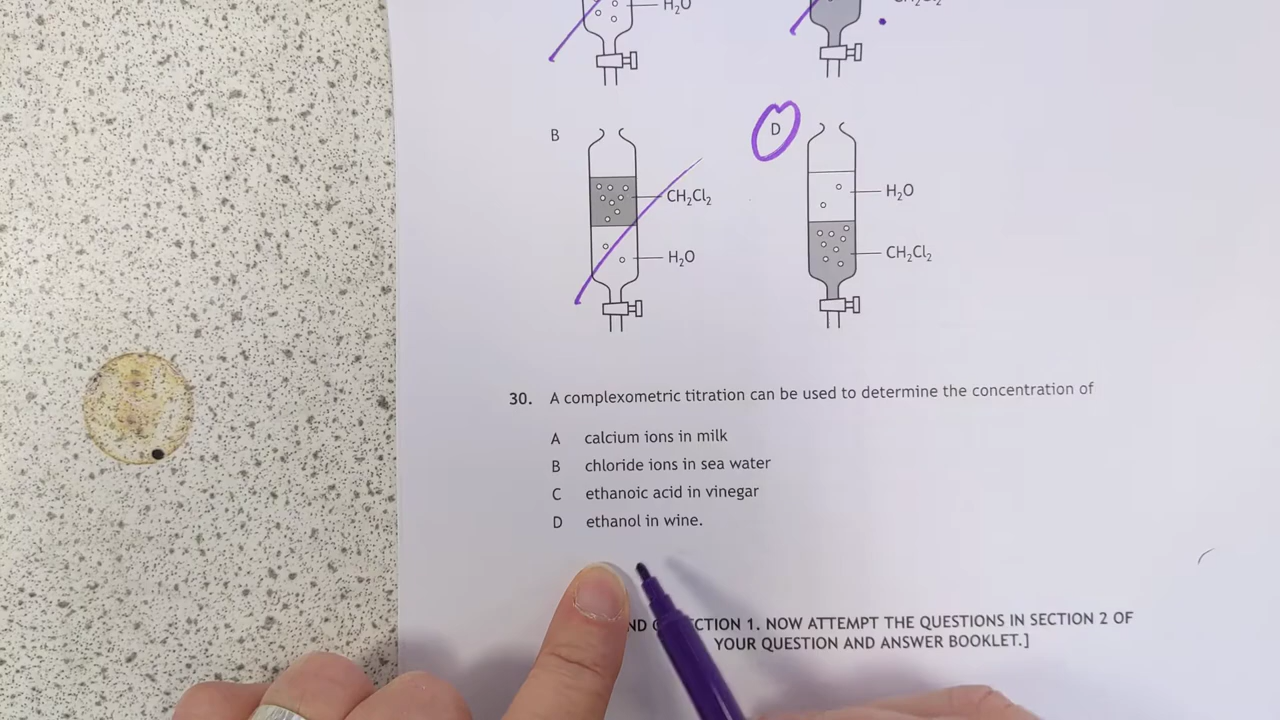 H₂O
B
D
CH₂Cl₂
H₂O
H₂O
CH₂Cl₂
30. A complexometric titration can be used to determine the concentration of
A calcium ions in milk
B chloride ions in sea water
C ethanoic acid in vinegar
D ethanol in wine.
SECTION 1. NOW ATTEMPT THE QUESTIONS IN SECTION 2 OF
YOUR QUESTION AND ANSWER BOOKLET.]